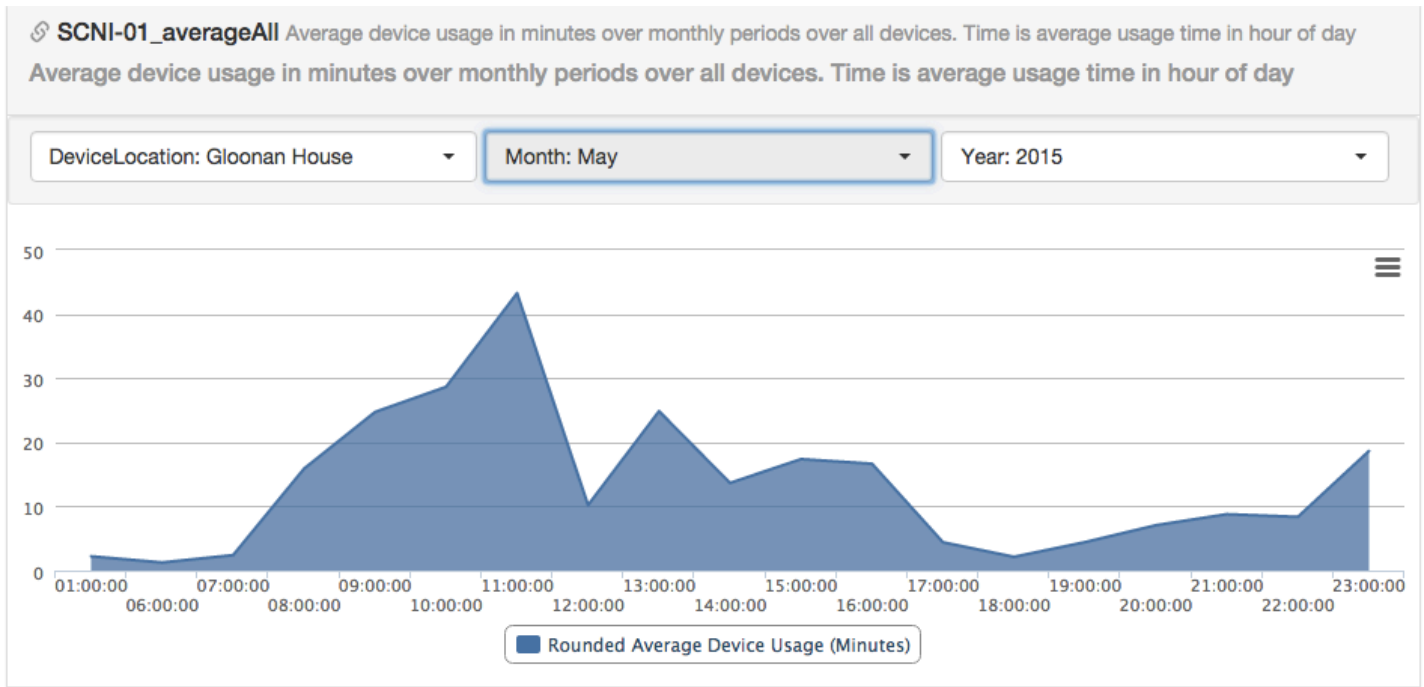 SCNI-01_averageAll Average device usage in minutes over monthly periods over all devices. Time is average usage time in hour of day
Average device usage in minutes over monthly periods over all devices. Time is average usage time in hour of day
DeviceLocation: Gloonan House Month: May Year: 2015
50
40
30
20
10
0
01:00:00 07:00:00 09:00:00 11:00:00 13:00:00 15:00:00 17:00:00 19:00:00 21:00:00 23:00:00
06:00:00 08:00:00 10:00:00 12:00:00 14:00:00 16:00:00 18:00:00 20:00:00 22:00:00
Rounded Average Device Usage (Minutes)